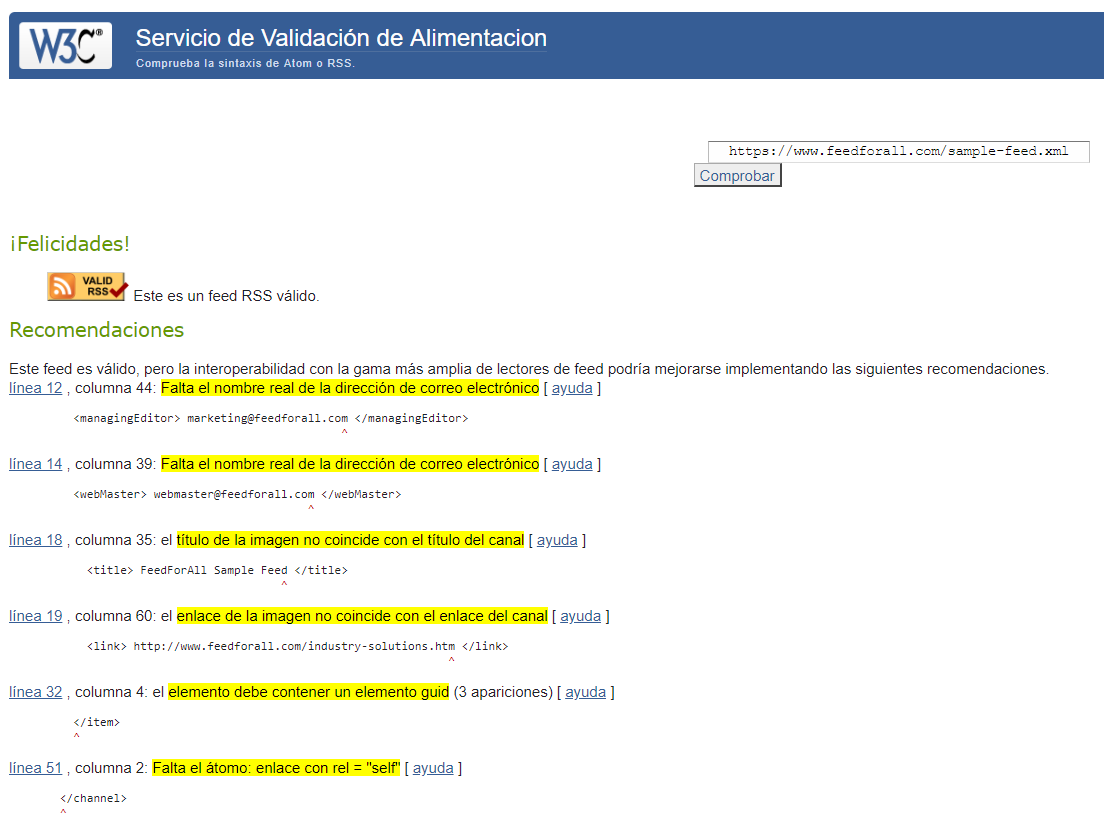 W3C® Servicio de Validación de Alimentacion
Comprueba la sintaxis de Atom o RSS.
https://www.feedforall.com/sample-feed.xml
Comprobar
¡Felicidades!
VALID RSS Este es un feed RSS válido.
Recomendaciones
Este feed es válido, pero la interoperabilidad con la gama más amplia de lectores de feed podría mejorarse implementando las siguientes recomendaciones.
línea 12 , columna 44: Falta el nombre real de la dirección de correo electrónico [ ayuda ]
<managingEditor> marketing@feedforall.com </managingEditor>
^
línea 14 , columna 39: Falta el nombre real de la dirección de correo electrónico [ ayuda ]
<webMaster> webmaster@feedforall.com </webMaster>
^
línea 18 , columna 35: el título de la imagen no coincide con el título del canal [ ayuda ]
<title> FeedForAll Sample Feed </title>
^
línea 19 , columna 60: el enlace de la imagen no coincide con el enlace del canal [ ayuda ]
<link> http://www.feedforall.com/industry-solutions.htm </link>
^
línea 32 , columna 4: el elemento debe contener un elemento guid (3 apariciones) [ ayuda ]
</item>
^
línea 51 , columna 2: Falta el átomo: enlace con rel = "self" [ ayuda ]
</channel>
^